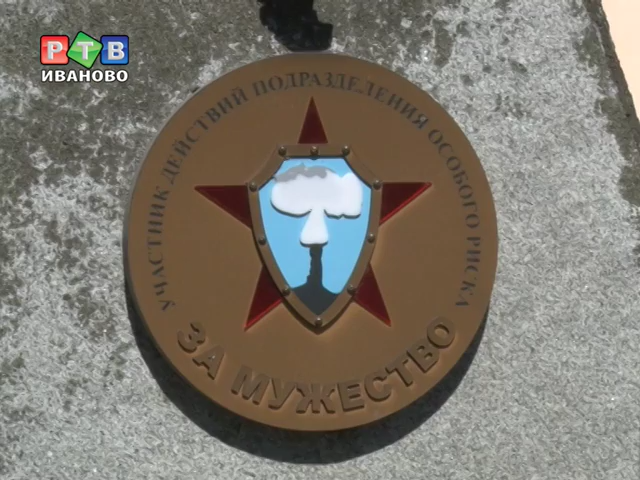 РТВ
ИВАНОВО
УЧАСТНИК ДЕЙСТВИЙ ПОДРАЗДЕЛЕНИЯ ОСОБОГО РИСКА
ЗА МУЖЕСТВО